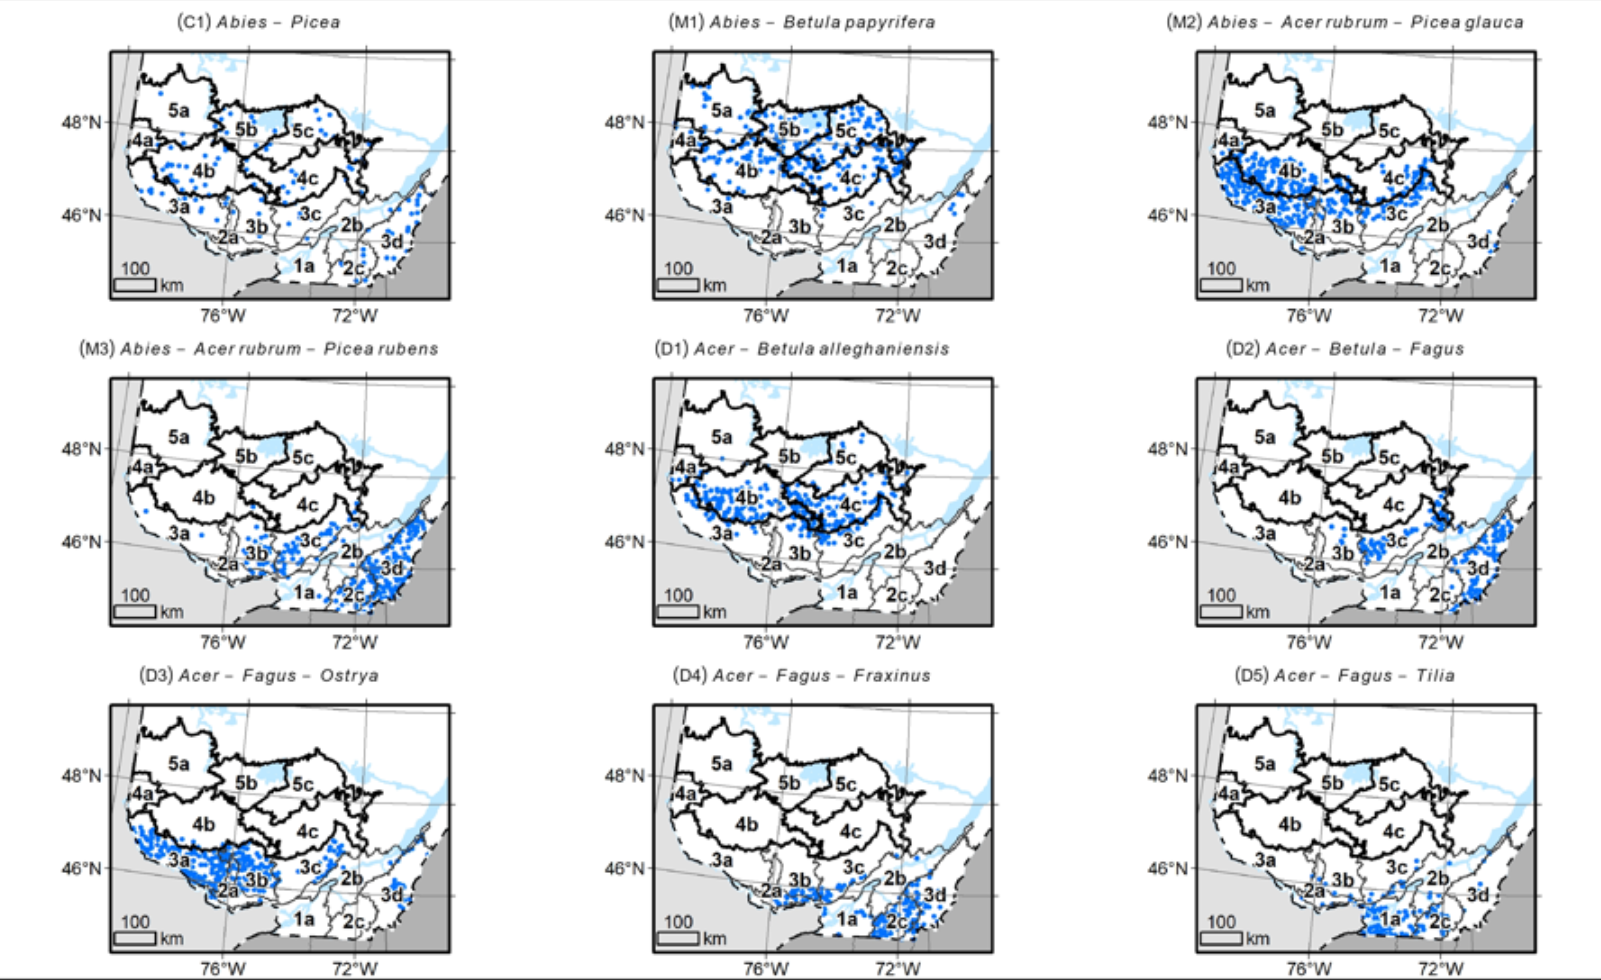 (C1) Abies – Picea
(M1) Abies – Betula papyrifera
(M2) Abies – Acer rubrum – Picea glauca
5a
5b
5c
48°N
4a
4b
4c
3a
46°N
3c
3b
2b
2a
3d
1a
2c
100
km
76°W
72°W
5a
5b
5c
48°N
4a
4b
4c
3a
46°N
3c
3b
2b
2a
3d
1a
2c
100
km
76°W
72°W
5a
5b
5c
48°N
4a
4b
4c
3a
46°N
3c
3b
2b
2a
3d
1a
2c
100
km
76°W
72°W
(M3) Abies – Acer rubrum – Picea rubens
(D1) Acer – Betula alleghaniensis
(D2) Acer – Betula – Fagus
5a
5b
5c
48°N
4a
4b
4c
3a
46°N
3c
3b
2b
2a
3d
1a
2c
100
km
76°W
72°W
5a
5b
5c
48°N
4a
4b
4c
3a
46°N
3c
3b
2b
2a
3d
1a
2c
100
km
76°W
72°W
5a
5b
5c
48°N
4a
4b
4c
3a
46°N
3c
3b
2b
2a
3d
1a
2c
100
km
76°W
72°W
(D3) Acer – Fagus – Ostrya
(D4) Acer – Fagus – Fraxinus
(D5) Acer – Fagus – Tilia
5a
5b
5c
48°N
4a
4b
4c
3a
46°N
3c
3b
2b
2a
3d
1a
2c
100
km
76°W
72°W
5a
5b
5c
48°N
4a
4b
4c
3a
46°N
3c
3b
2b
2a
3d
1a
2c
100
km
76°W
72°W
5a
5b
5c
48°N
4a
4b
4c
3a
46°N
3c
3b
2b
2a
3d
1a
2c
100
km
76°W
72°W